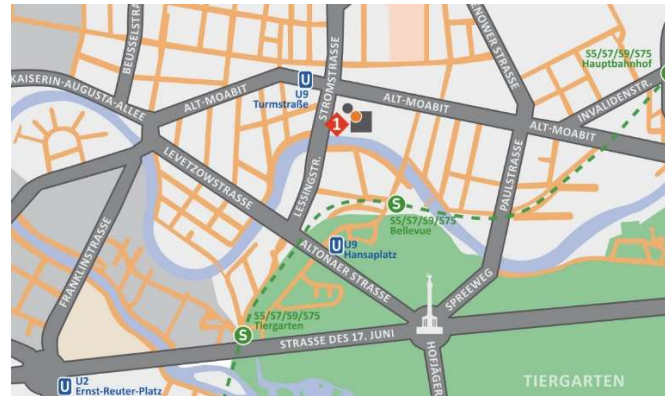 BEUSSELSTR
KAISERIN-AUGUSTA-ALLEE
ALT-MOABIT
U
U9
Turmstraße
STROMSTRASSE
NOWER STRASSE
S5/S7/S9/S75
Hauptbahnhof
S
INVALIDENSTR.
ALT-MOABIT
ALT-MOABIT
1
LEVETZOWSTRASSE
LESSINGSTR.
PAULSTRASSE
S
S5/S7/S9/S75
Bellevue
U
U9
Hansaplatz
FRANKLINSTRASSE
ALTONAER STRASSE
SPREEWEG
S5/S7/S9/S75
Tiergarten
S
STRASSE DES 17. JUNI
HOFJÄGER
U
U2
Ernst-Reuter-Platz
TIERGARTEN